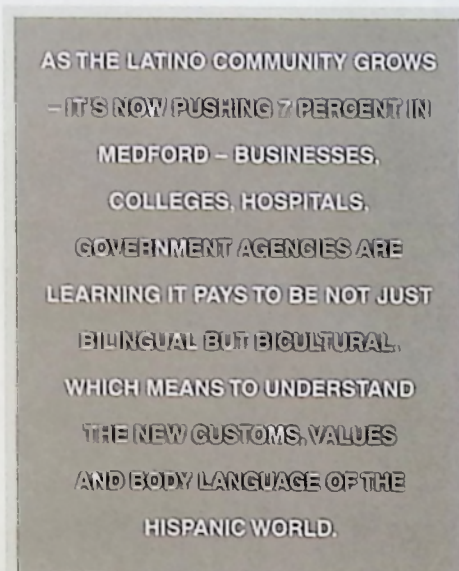 AS THE LATINO COMMUNITY GROWS
– IT'S NOW PUSHING 7 PERCENT IN
MEDFORD – BUSINESSES,
COLLEGES, HOSPITALS,
GOVERNMENT AGENCIES ARE
LEARNING IT PAYS TO BE NOT JUST
BILINGUAL BUT BICULTURAL,
WHICH MEANS TO UNDERSTAND
THE NEW CUSTOMS, VALUES
AND BODY LANGUAGE OF THE
HISPANIC WORLD.